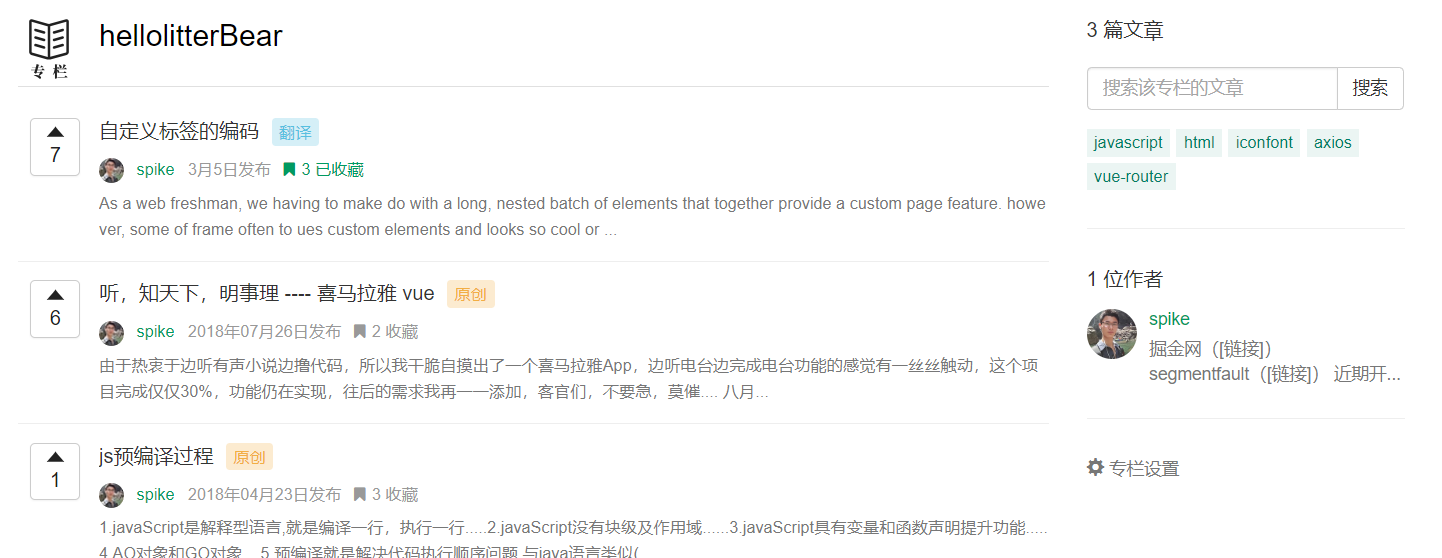 专 栏
hellolitterBear
7
自定义标签的编码 翻译
spike 3月5日发布 3 已收藏
As a web freshman, we having to make do with a long, nested batch of elements that together provide a custom page feature. howe
ver, some of frame often to ues custom elements and looks so cool or ...
6
听，知天下，明事理 ---- 喜马拉雅 vue 原创
spike 2018年07月26日发布 2 收藏
由于热衷于边听有声小说边撸代码，所以我干脆自摸出了一个喜马拉雅App，边听电台边完成电台功能的感觉有一丝丝触动，这个项
目完成仅仅30%，功能仍在实现，往后的需求我再一一添加，客官们，不要急，莫催.... 八月...
1
js预编译过程 原创
spike 2018年04月23日发布 3 收藏
1.javaScript是解释型语言,就是编译一行，执行一行.....2.javaScript没有块级及作用域......3.javaScript具有变量和函数声明提升功能.....
4.AO对象和GO对象....5.预编译就是解决代码执行顺序问题,与java语言类似(
3 篇文章
搜索该专栏的文章 搜索
javascript html iconfont axios
vue-router
1 位作者
spike
掘金网（[链接]）
segmentfault（[链接]） 近期开...
专栏设置